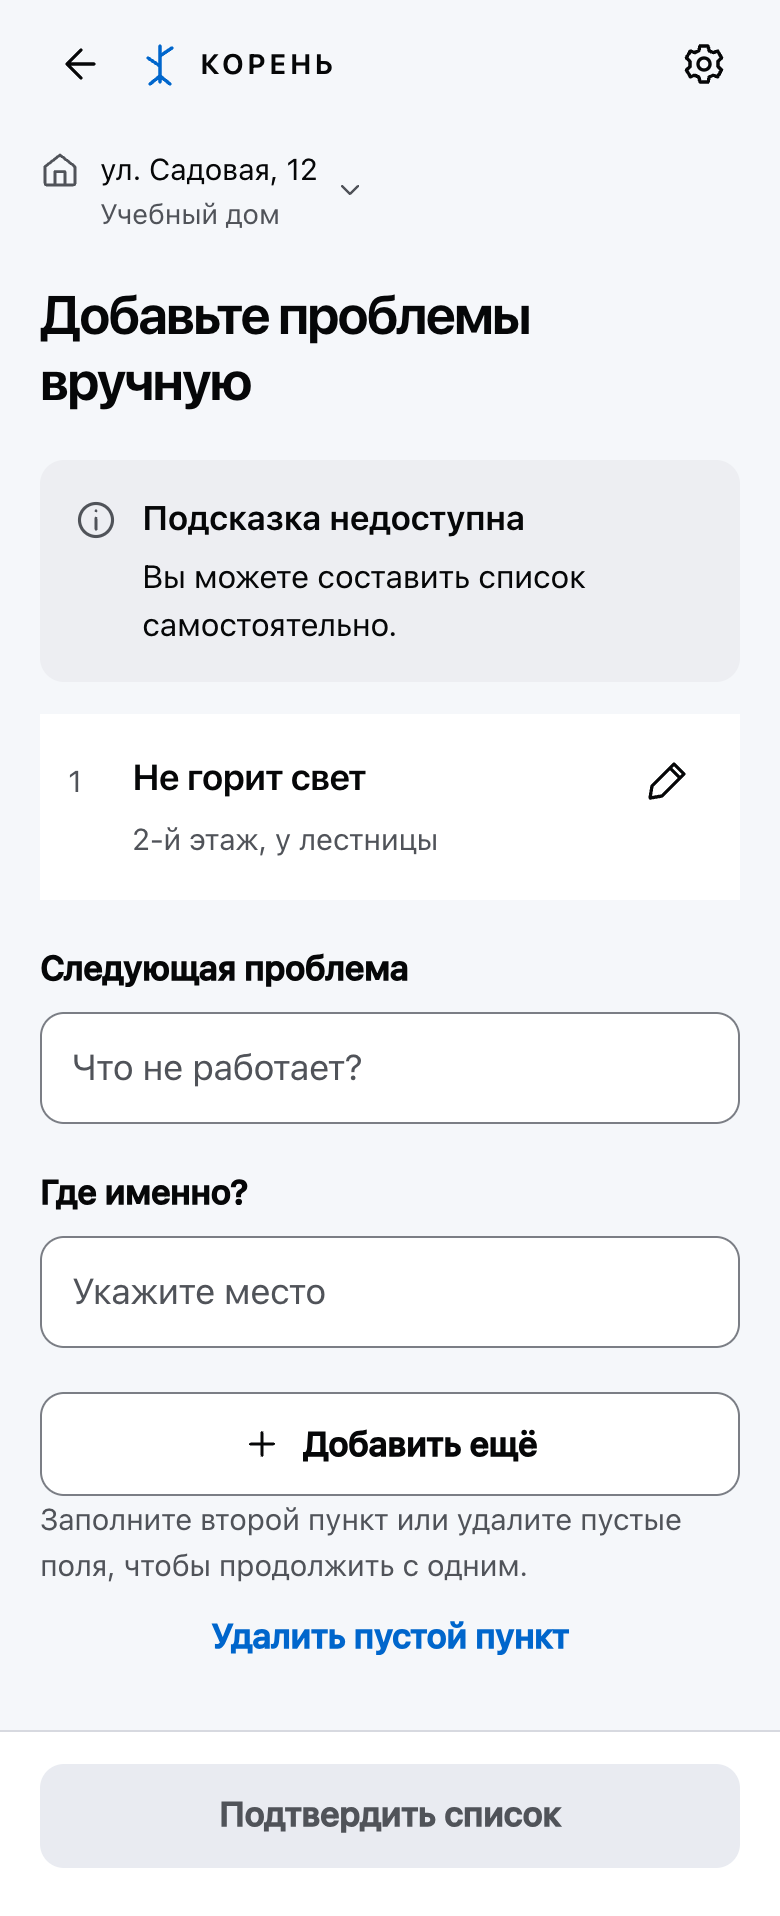 КОРЕНЬ
ул. Садовая, 12
Учебный дом
Добавьте проблемы
вручную
Подсказка недоступна
Вы можете составить список
самостоятельно.
1 Не горит свет
2-й этаж, у лестницы
Следующая проблема
Что не работает?
Где именно?
Укажите место
+ Добавить ещё
Заполните второй пункт или удалите пустые
поля, чтобы продолжить с одним.
Удалить пустой пункт
Подтвердить список